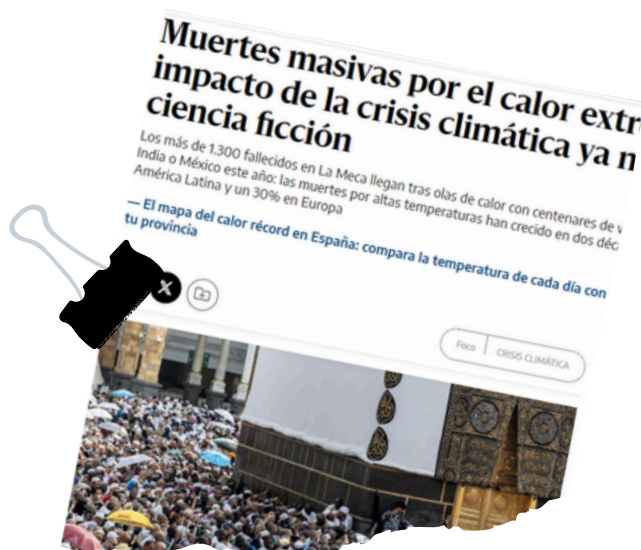 Muertes masivas por el calor extr
impacto de la crisis climática ya n
ciencia ficción
Los más de 1.300 fallecidos en La Meca llegan tras olas de calor con centenares de v
India o México este año: las muertes por altas temperaturas han crecido en dos déc
América Latina y un 30% en Europa
— El mapa del calor récord en España: compara la temperatura de cada día con
tu provincia
Foco
CRISIS CLIMÁTICA